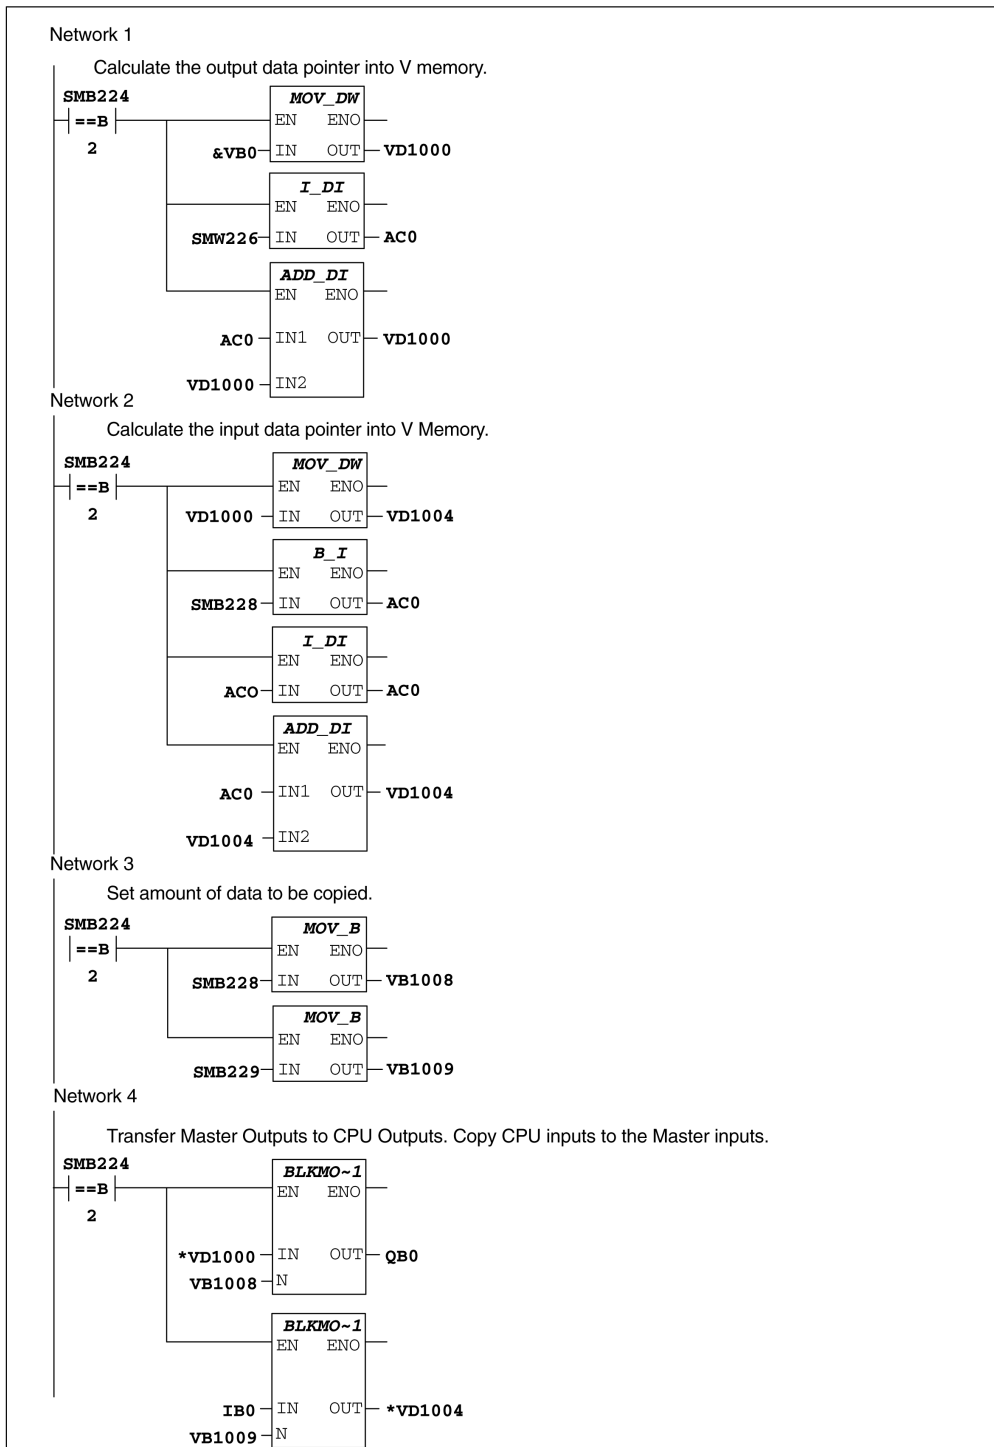 Network 1
Calculate the output data pointer into V memory.
SMB224
MOV_DW
==B
EN ENO
2
&VB0 IN OUT VD1000
I_DI
EN ENO
SMW226 IN OUT AC0
ADD_DI
EN ENO
AC0 IN1 OUT VD1000
VD1000 IN2
Network 2
Calculate the input data pointer into V Memory.
SMB224
MOV_DW
==B
EN ENO
2
VD1000 IN OUT VD1004
B_I
EN ENO
SMB228 IN OUT AC0
I_DI
EN ENO
ACO IN OUT AC0
ADD_DI
EN ENO
AC0 IN1 OUT VD1004
VD1004 IN2
Network 3
Set amount of data to be copied.
SMB224
MOV_B
==B
EN ENO
2
SMB228 IN OUT VB1008
MOV_B
EN ENO
SMB229 IN OUT VB1009
Network 4
Transfer Master Outputs to CPU Outputs. Copy CPU inputs to the Master inputs.
SMB224
BLKMO~1
==B
EN ENO
2
*VD1000 IN OUT QB0
VB1008 N
BLKMO~1
EN ENO
IB0 IN OUT *VD1004
VB1009 N